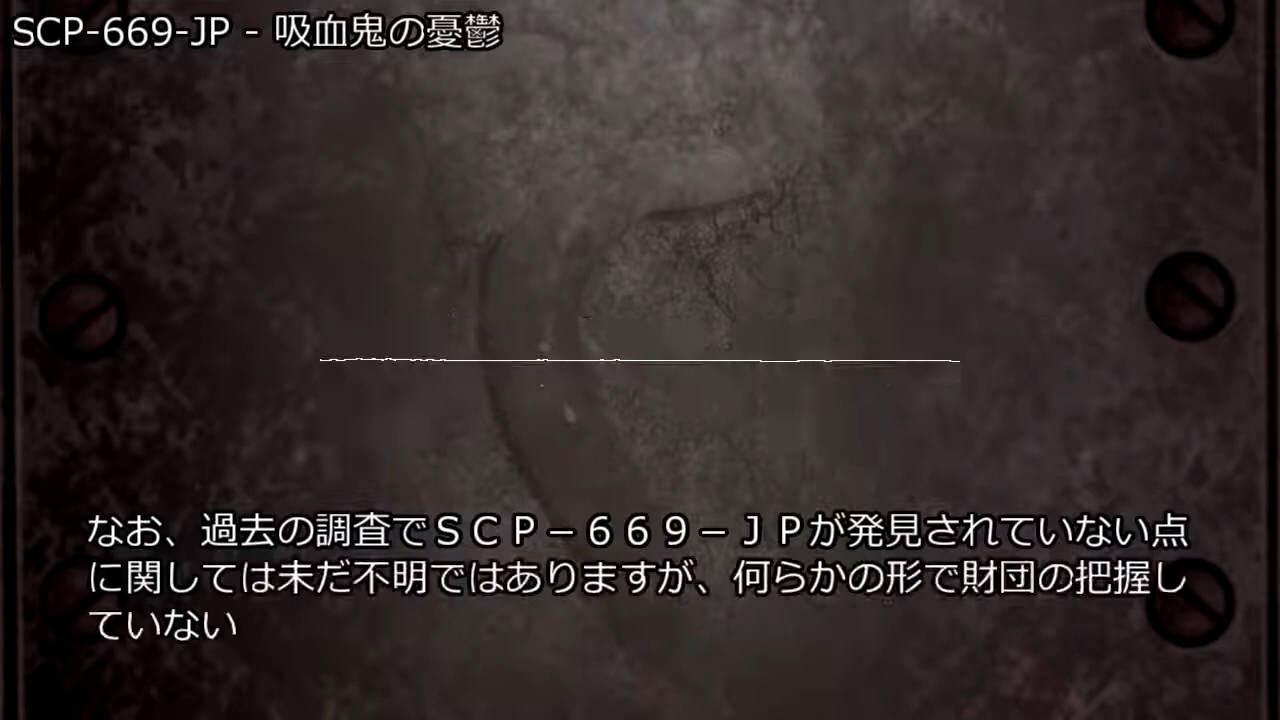 SCP-669-JP - 吸血鬼の憂鬱
なお、過去の調査でＳＣＰ－６６９－ＪＰが発見されていない点
に関しては未だ不明ではありますが、何らかの形で財団の把握し
ていない